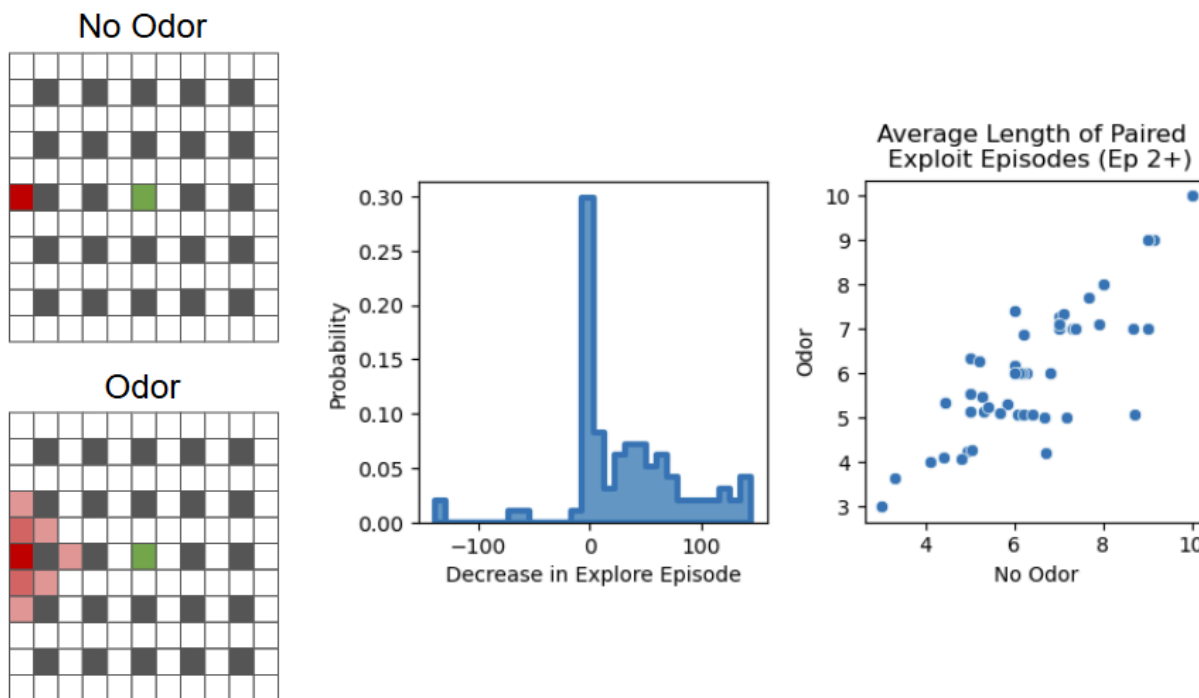 No Odor
Odor
0.30
0.25
0.20
0.15
0.10
0.05
0.00
Probability
−100
0
100
Decrease in Explore Episode
Average Length of Paired
Exploit Episodes (Ep 2+)
10
9
8
7
6
5
4
3
Odor
4
6
8
10
No Odor